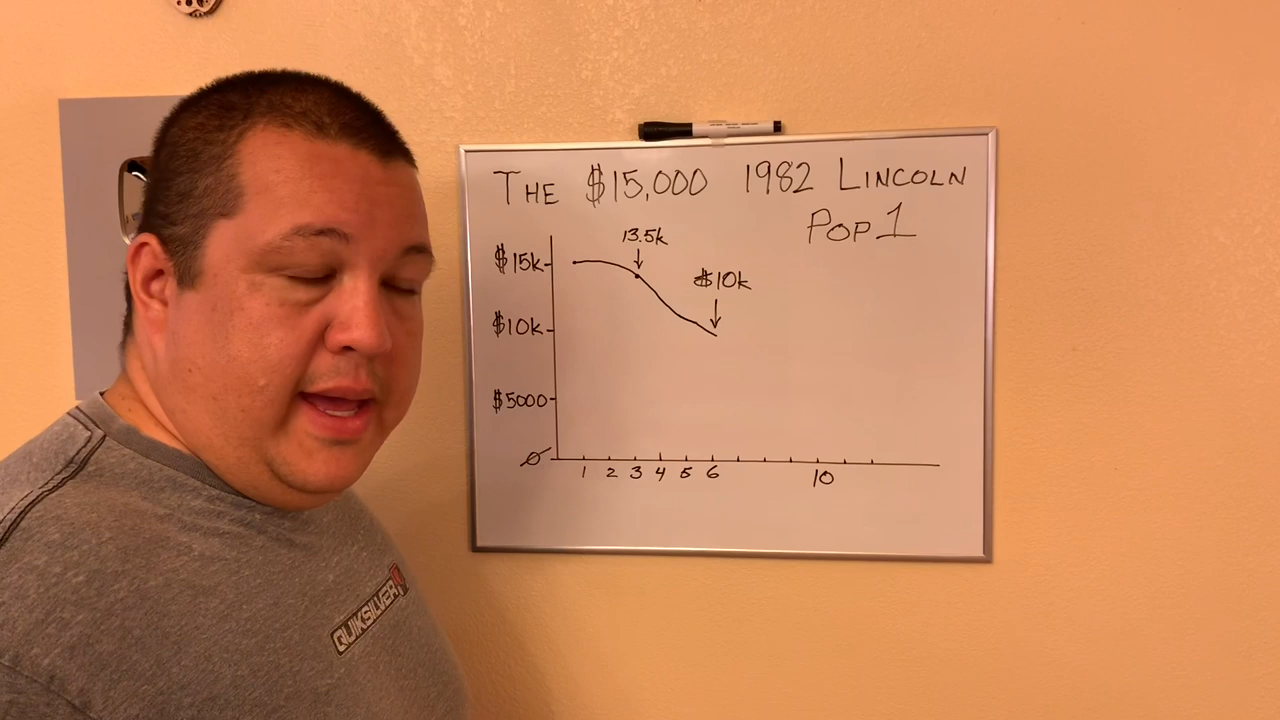 THE $15,000 1982 LINCOLN
POP 1
13.5k
$15k
$10k
$10k
$5000
Ø
1 2 3 4 5 6 10
QUIKSILVER